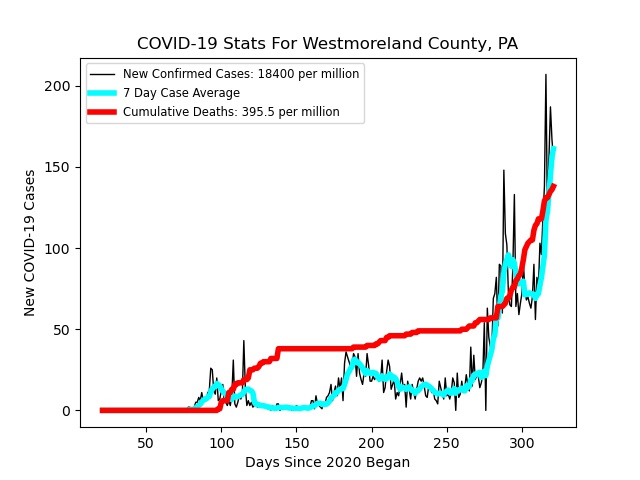 COVID-19 Stats For Westmoreland County, PA
New Confirmed Cases: 18400 per million
7 Day Case Average
Cumulative Deaths: 395.5 per million
New COVID-19 Cases
200
150
100
50
0
50 100 150 200 250 300
Days Since 2020 Began